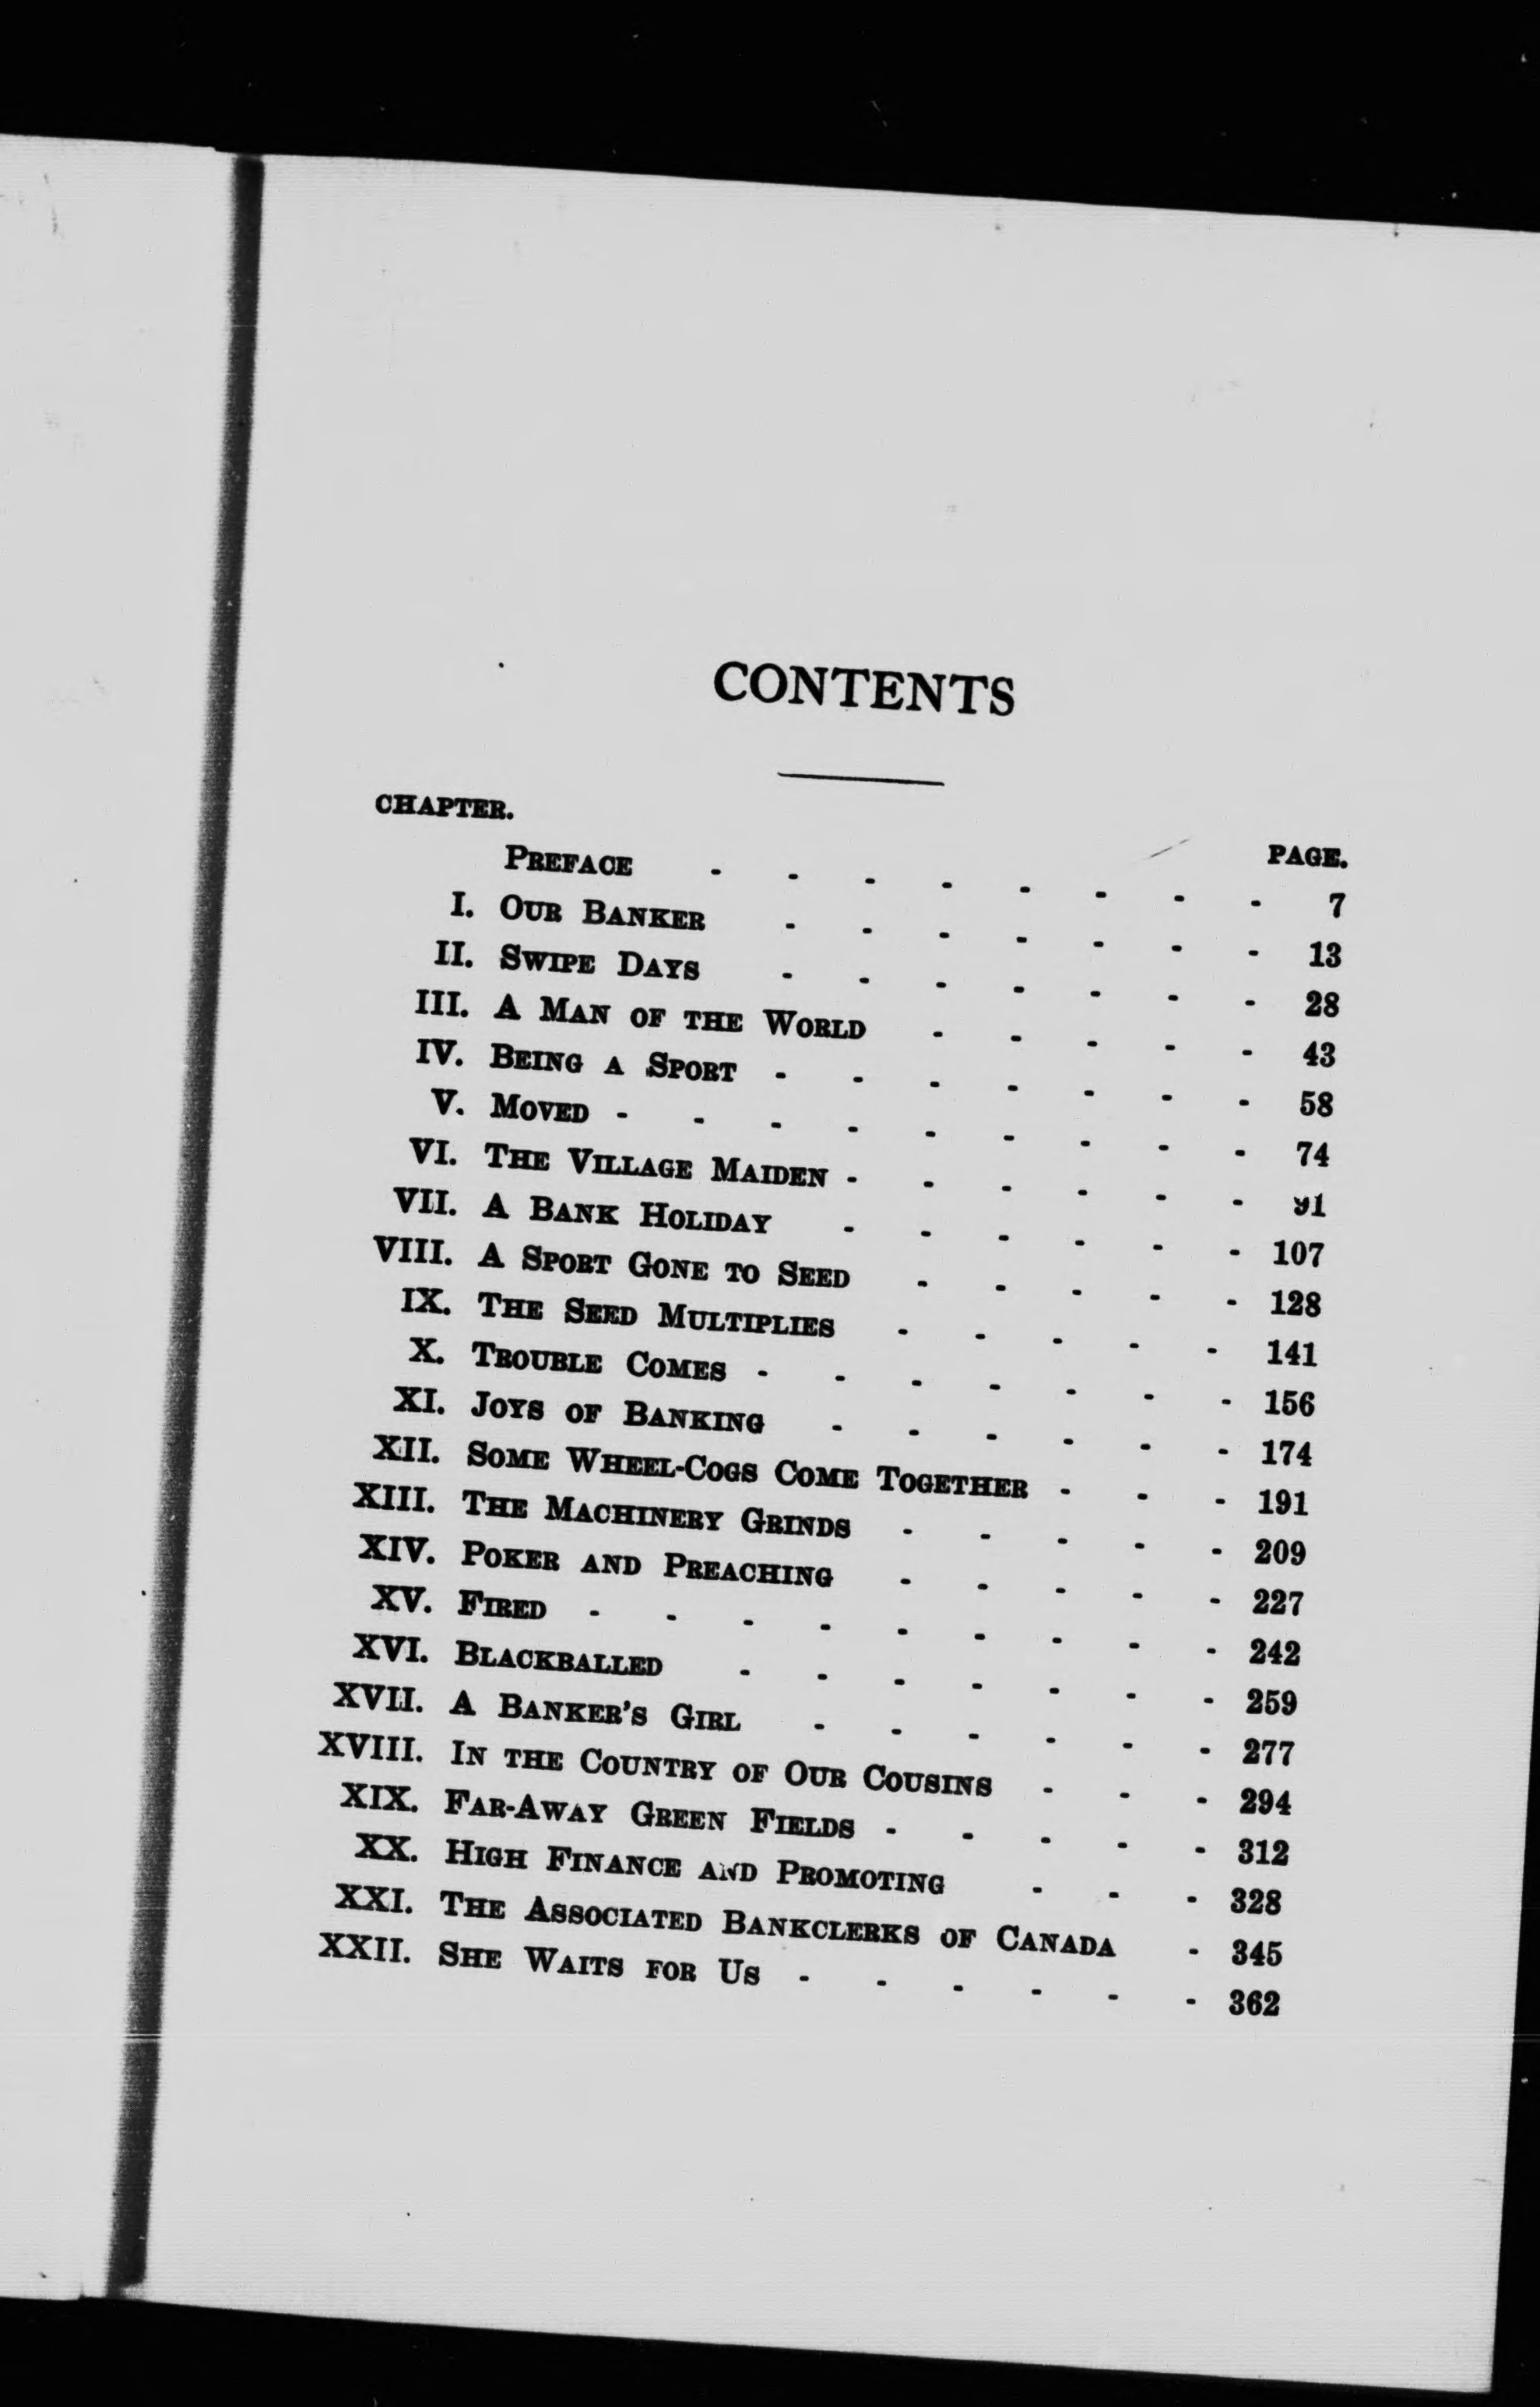 CONTENTS
CHAPTER.
PAGE.
PREFACE - - - - - - - - 7
I. OUR BANKER - - - - - - - 13
II. SWIPE DAYS - - - - - - - 28
III. A MAN OF THE WORLD - - - - - 43
IV. BEING A SPORT - - - - - - - 58
V. MOVED - - - - - - - - - 74
VI. THE VILLAGE MAIDEN - - - - - - 91
VII. A BANK HOLIDAY - - - - - - 107
VIII. A SPORT GONE TO SEED - - - - - 128
IX. THE SEED MULTIPLIES - - - - - 141
X. TROUBLE COMES - - - - - - - 156
XI. JOYS OF BANKING - - - - - - 174
XII. SOME WHEEL-COGS COME TOGETHER - - - 191
XIII. THE MACHINERY GRINDS - - - - - 209
XIV. POKER AND PREACHING - - - - - 227
XV. FIRED - - - - - - - - - 242
XVI. BLACKBALLED - - - - - - - 259
XVII. A BANKER'S GIRL - - - - - - 277
XVIII. IN THE COUNTRY OF OUR COUSINS - - - 294
XIX. FAR-AWAY GREEN FIELDS - - - - - 312
XX. HIGH FINANCE AND PROMOTING - - - 328
XXI. THE ASSOCIATED BANKCLERKS OF CANADA - 345
XXII. SHE WAITS FOR US - - - - - - 362